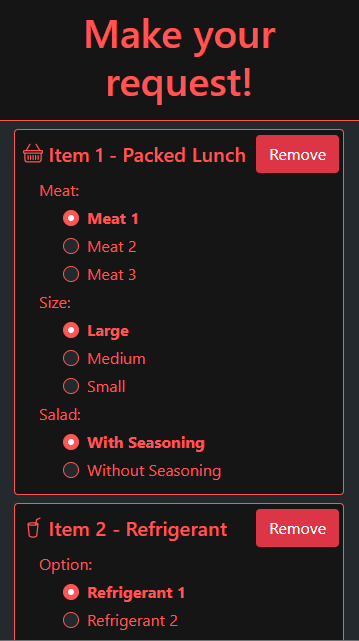 Make your
request!
Item 1 - Packed Lunch Remove
Meat:
Meat 1
Meat 2
Meat 3
Size:
Large
Medium
Small
Salad:
With Seasoning
Without Seasoning
Item 2 - Refrigerant Remove
Option:
Refrigerant 1
Refrigerant 2